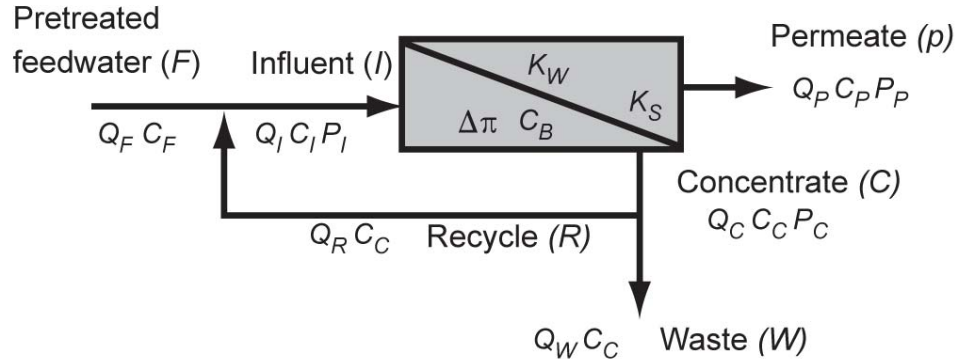 Pretreated
feedwater (F)
Influent (I)
Permeate (p)
K_W
K_S
Q_P C_P P_P
Q_F C_F
Q_I C_I P_I
Δπ C_B
Concentrate (C)
Q_C C_C P_C
Q_R C_C
Recycle (R)
Q_W C_C
Waste (W)